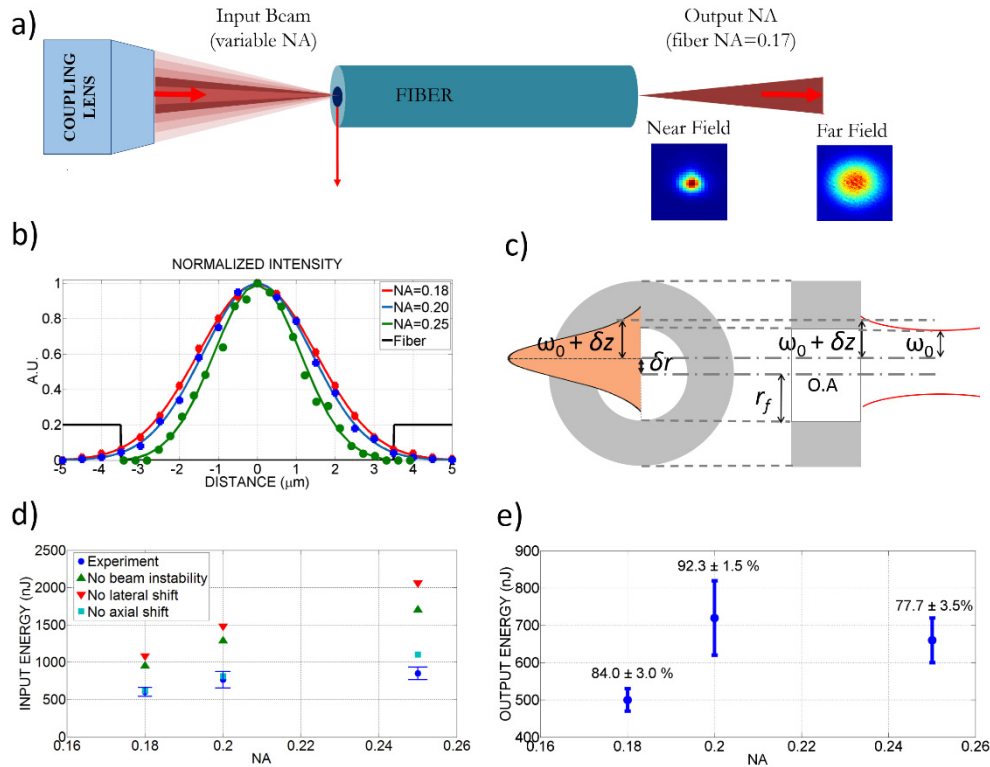 a)
Input Beam
(variable NA)
Output NA
(fiber NA=0.17)
COUPLING
LENS
FIBER
Near Field
Far Field
b)
NORMALIZED INTENSITY
A.U.
1
0.8
0.6
0.4
0.2
0
NA=0.18
NA=0.20
NA=0.25
Fiber
-5 -4 -3 -2 -1 0 1 2 3 4 5
DISTANCE (μm)
c)
ω0 + δz
δr
rf
ω0 + δz
ω0
O.A
d)
INPUT ENERGY (nJ)
2500
2000
1500
1000
500
0
Experiment
No beam instability
No lateral shift
No axial shift
0.16 0.18 0.2 0.22 0.24 0.26
NA
e)
OUTPUT ENERGY (nJ)
900
800
700
600
500
400
84.0 ± 3.0 %
92.3 ± 1.5 %
77.7 ± 3.5%
0.16 0.18 0.2 0.22 0.24 0.26
NA